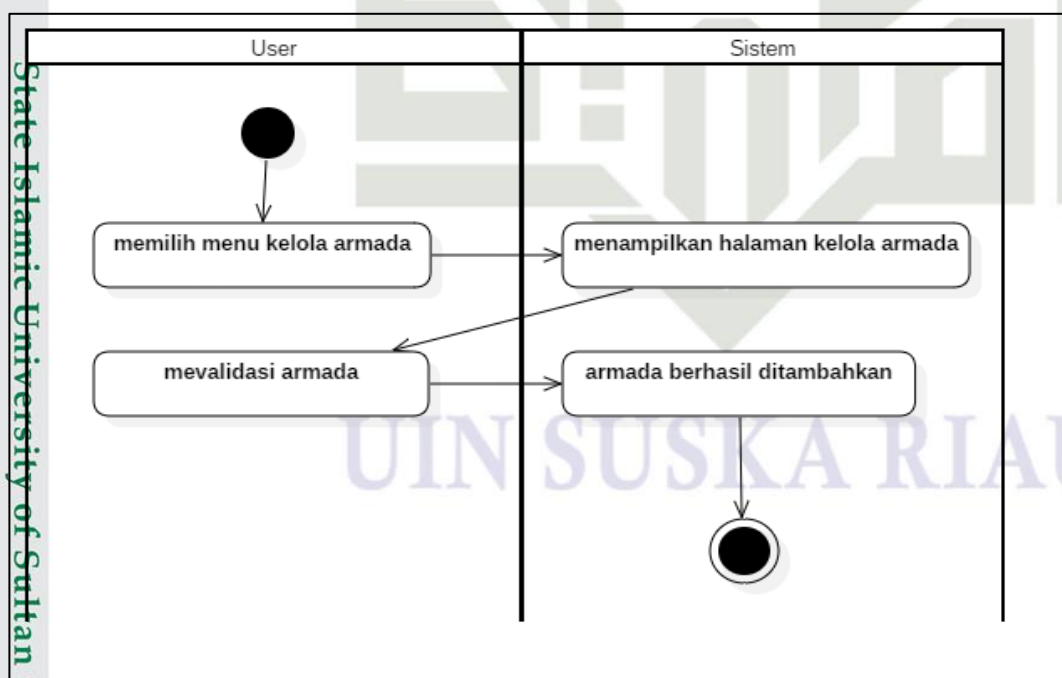 User
Sistem
memilih menu kelola armada
menampilkan halaman kelola armada
mevalidasi armada
armada berhasil ditambahkan
UIN SUSKA RIAU
State Islamic University of Sultan